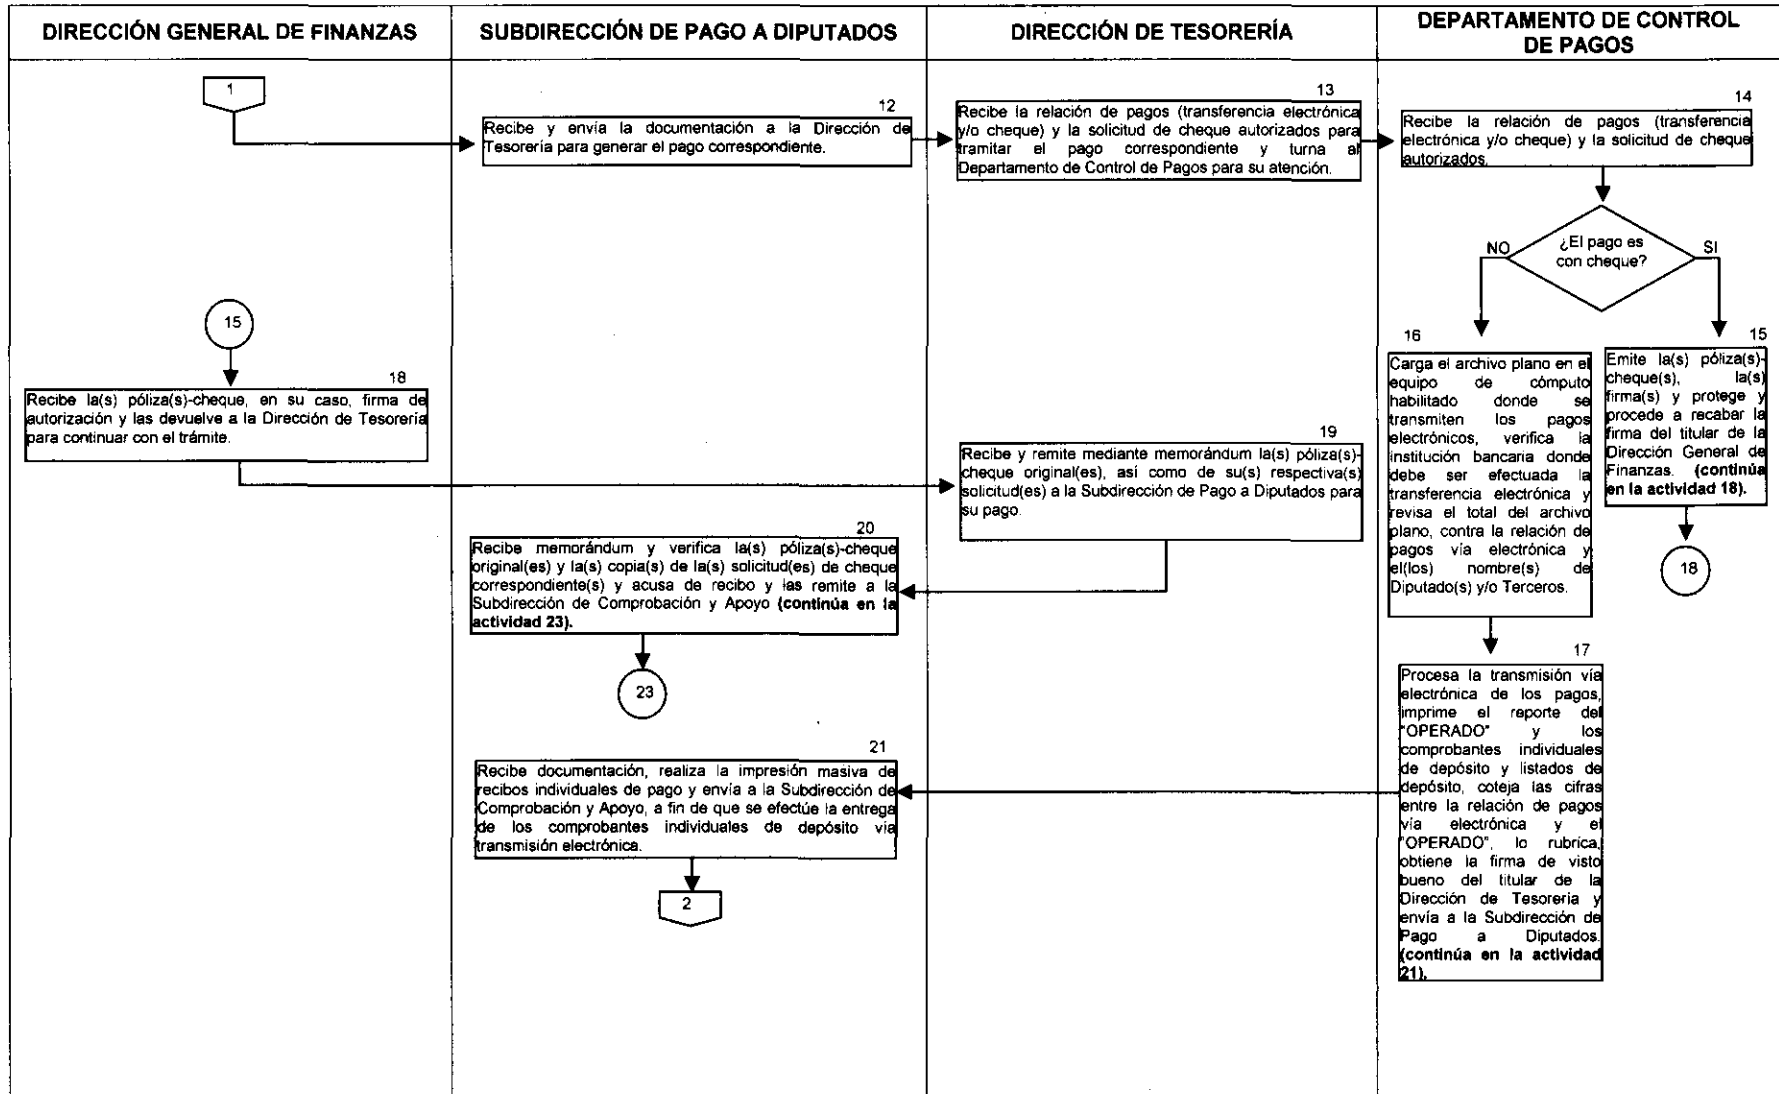 DIRECCIÓN GENERAL DE FINANZAS
SUBDIRECCIÓN DE PAGO A DIPUTADOS
DIRECCIÓN DE TESORERÍA
DEPARTAMENTO DE CONTROL
DE PAGOS
1
12
Recibe y envía la documentación a la Dirección de
Tesorería para generar el pago correspondiente.
13
Recibe la relación de pagos (transferencia electrónica
y/o cheque) y la solicitud de cheque autorizados para
tramitar el pago correspondiente y turna al
Departamento de Control de Pagos para su atención.
14
Recibe la relación de pagos (transferencia
electrónica y/o cheque) y la solicitud de cheque
autorizados.
¿El pago es
con cheque?
NO
SI
16
Carga el archivo plano en el
equipo de cómputo
habilitado donde se
transmiten los pagos
electrónicos, verifica la
institución bancaria donde
debe ser efectuada la
transferencia electrónica y
revisa el total del archivo
plano, contra la relación de
pagos vía electrónica y
el(los) nombre(s) de
Diputado(s) y/o Terceros.
15
Emite la(s) póliza(s)-
cheque(s), la(s)
firma(s) y protege y
procede a recabar la
firma del titular de la
Dirección General de
Finanzas. (continúa
en la actividad 18).
18
17
Procesa la transmisión vía
electrónica de los pagos,
imprime el reporte del
"OPERADO" y los
comprobantes individuales
de depósito y listados de
depósito, coteja las cifras
entre la relación de pagos
vía electrónica y el
"OPERADO", lo rubrica,
obtiene la firma de visto
bueno del titular de la
Dirección de Tesorería y
envía a la Subdirección de
Pago a Diputados.
(continúa en la actividad
21).
15
18
Recibe la(s) póliza(s)-cheque, en su caso, firma de
autorización y las devuelve a la Dirección de Tesorería
para continuar con el trámite.
19
Recibe y remite mediante memorándum la(s) póliza(s)-
cheque original(es), así como de su(s) respectiva(s)
solicitud(es) a la Subdirección de Pago a Diputados para
su pago.
20
Recibe memorándum y verifica la(s) póliza(s)-cheque
original(es) y la(s) copia(s) de la(s) solicitud(es) de cheque
correspondiente(s) y acusa de recibo y las remite a la
Subdirección de Comprobación y Apoyo (continúa en la
actividad 23).
23
21
Recibe documentación, realiza la impresión masiva de
recibos individuales de pago y envía a la Subdirección de
Comprobación y Apoyo, a fin de que se efectúe la entrega
de los comprobantes individuales de depósito vía
transmisión electrónica.
2